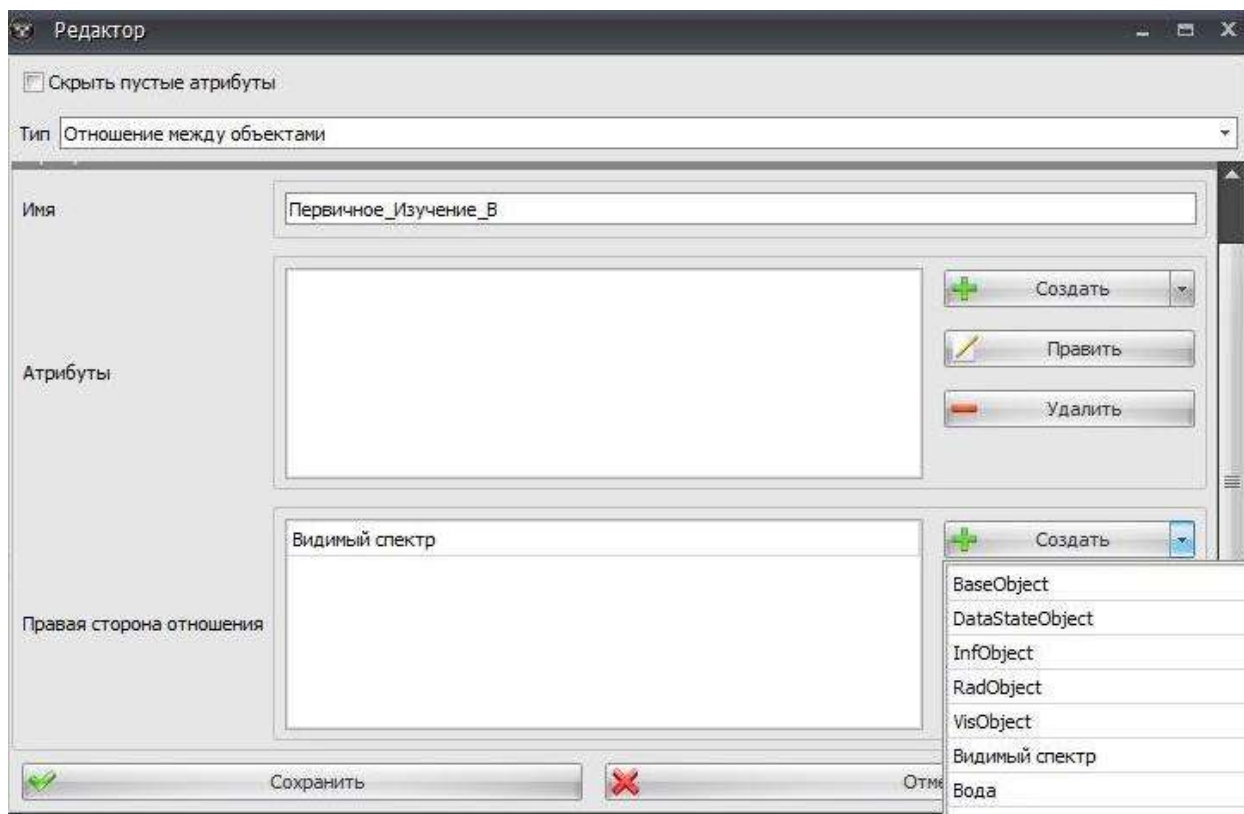 Редактор
Скрыть пустые атрибуты
Тип Отношение между объектами
Имя Первичное_Изучение_В
Создать
Править
Атрибуты
Удалить
Видимый спектр Создать
BaseObject
DataStateObject
Правая сторона отношения
InfObject
RadObject
VisObject
Видимый спектр
Сохранить
Вода